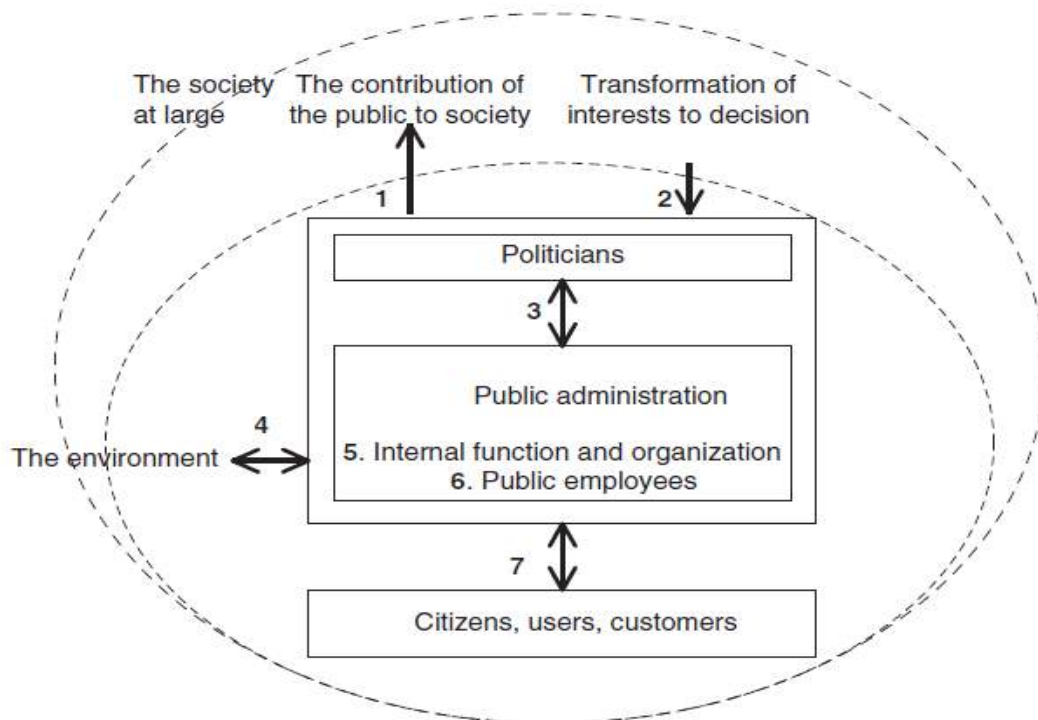 The society
at large
The contribution of
the public to society
Transformation of
interests to decision
1
2
Politicians
3
Public administration
4
The environment
5. Internal function and organization
6. Public employees
7
Citizens, users, customers